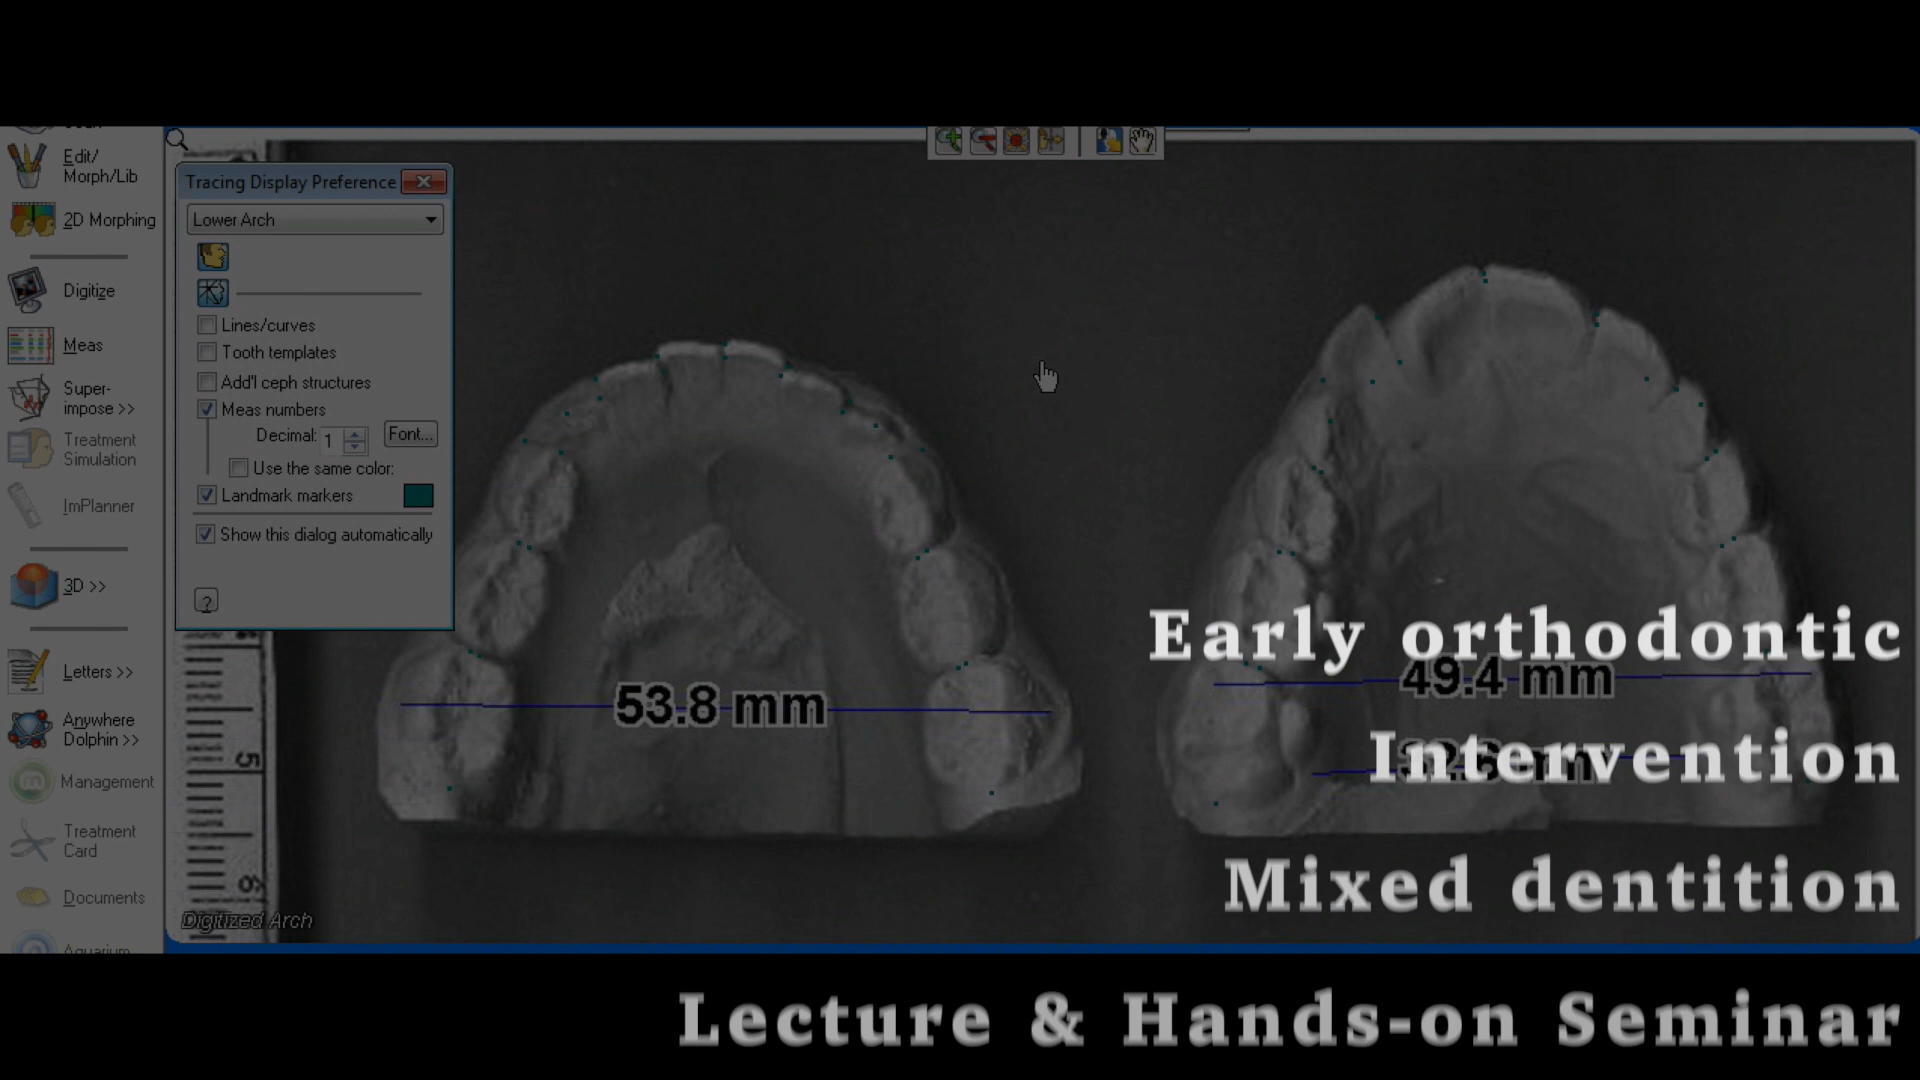 Edit/
Morph/Lib
2D Morphing
Digitize
Meas
Super-
impose >>
Treatment
Simulation
ImPlanner
3D >>
Letters >>
Anywhere
Dolphin >>
Management
Treatment
Card
Documents
Aquarium
Tracing Display Preference
Lower Arch
Lines/curves
Tooth templates
Add'l ceph structures
Meas numbers
Decimal: 1 Font...
Use the same color:
Landmark markers
Show this dialog automatically
?
5
6
Digitized Arch
53.8 mm
49.4 mm
Early orthodontic
Intervention
Mixed dentition
Lecture & Hands-on Seminar